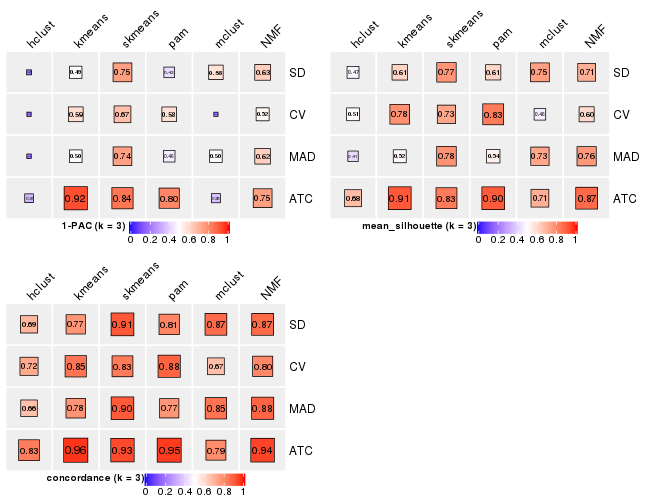 hclust kmeans skmeans pam mclust NMF
0.49 0.75 0.43 0.58 0.63 SD
0.59 0.67 0.58 0.52 CV
0.50 0.74 0.50 0.62 MAD
0.92 0.84 0.80 0.75 ATC
1-PAC (k = 3)
0 0.2 0.4 0.6 0.8 1
hclust kmeans skmeans pam mclust NMF
0.47 0.61 0.77 0.61 0.75 0.71 SD
0.51 0.78 0.73 0.83 0.60 CV
0.41 0.52 0.78 0.54 0.73 0.76 MAD
0.68 0.91 0.83 0.90 0.71 0.87 ATC
mean_silhouette (k = 3)
0 0.2 0.4 0.6 0.8 1
hclust kmeans skmeans pam mclust NMF
0.69 0.77 0.91 0.81 0.87 0.87 SD
0.72 0.85 0.83 0.88 0.67 0.80 CV
0.66 0.78 0.90 0.77 0.85 0.88 MAD
0.83 0.96 0.93 0.95 0.79 0.94 ATC
concordance (k = 3)
0 0.2 0.4 0.6 0.8 1